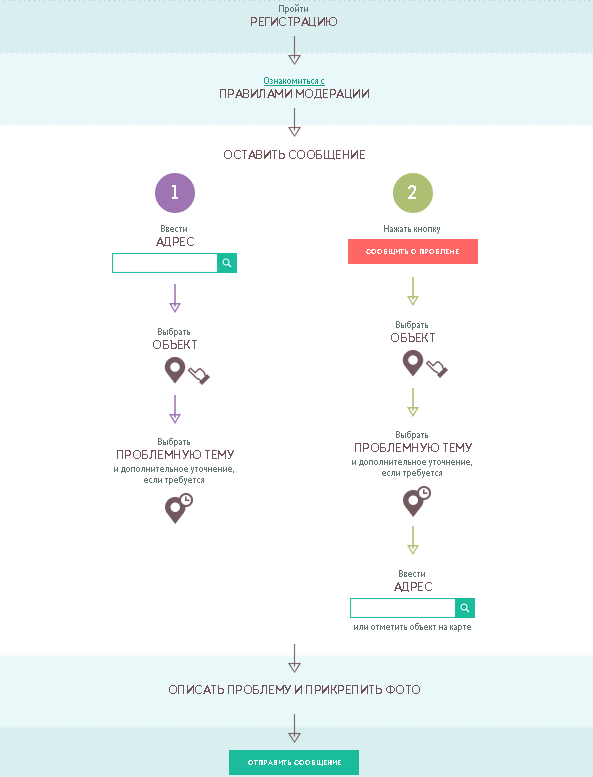 Пройти
РЕГИСТРАЦИЮ
Ознакомиться с
ПРАВИЛАМИ МОДЕРАЦИИ
ОСТАВИТЬ СООБЩЕНИЕ
1
Ввести
АДРЕС
Выбрать
ОБЪЕКТ
Выбрать
ПРОБЛЕМНУЮ ТЕМУ
и дополнительное уточнение,
если требуется
2
Нажать кнопку
СООБЩИТЬ О ПРОБЛЕМЕ
Выбрать
ОБЪЕКТ
Выбрать
ПРОБЛЕМНУЮ ТЕМУ
и дополнительное уточнение,
если требуется
Ввести
АДРЕС
или отметить объект на карте
ОПИСАТЬ ПРОБЛЕМУ И ПРИКРЕПИТЬ ФОТО
ОТПРАВИТЬ СООБЩЕНИЕ